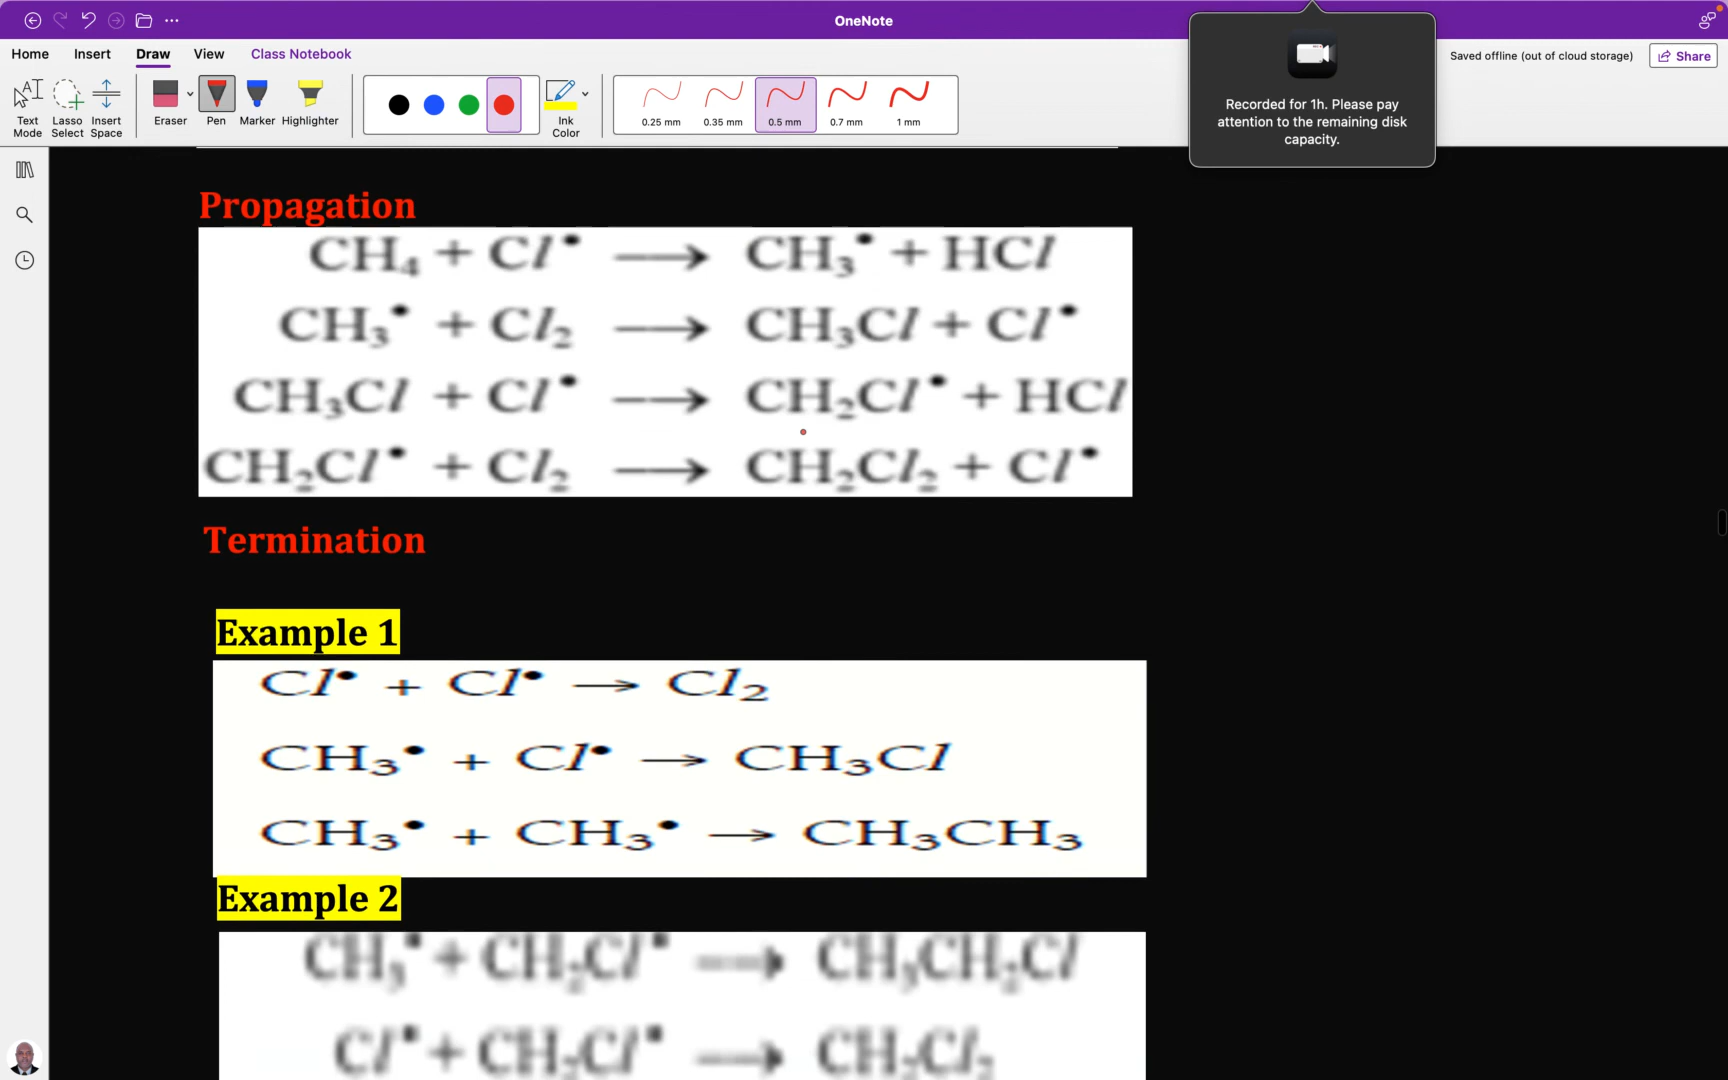 OneNote
Home Insert Draw View Class Notebook
Recorded for 1h. Please pay
attention to the remaining disk
capacity.
Saved offline (out of cloud storage)
Share
Text Mode
Lasso Select
Insert Space
Eraser
Pen
Marker
Highlighter
Ink Color
0.25 mm
0.35 mm
0.5 mm
0.7 mm
1 mm
Propagation
CH₄ + Cl• ⟶ CH₃• + HCl
CH₃• + Cl₂ ⟶ CH₃Cl + Cl•
CH₃Cl + Cl• ⟶ CH₂Cl• + HCl
CH₂Cl• + Cl₂ ⟶ CH₂Cl₂ + Cl•
Termination
Example 1
Cl• + Cl• → Cl₂
CH₃• + Cl• → CH₃Cl
CH₃• + CH₃• → CH₃CH₃
Example 2
CH₃• + CH₂Cl• ⟶ CH₃CH₂Cl
Cl• + CH₂Cl• ⟶ CH₂Cl₂